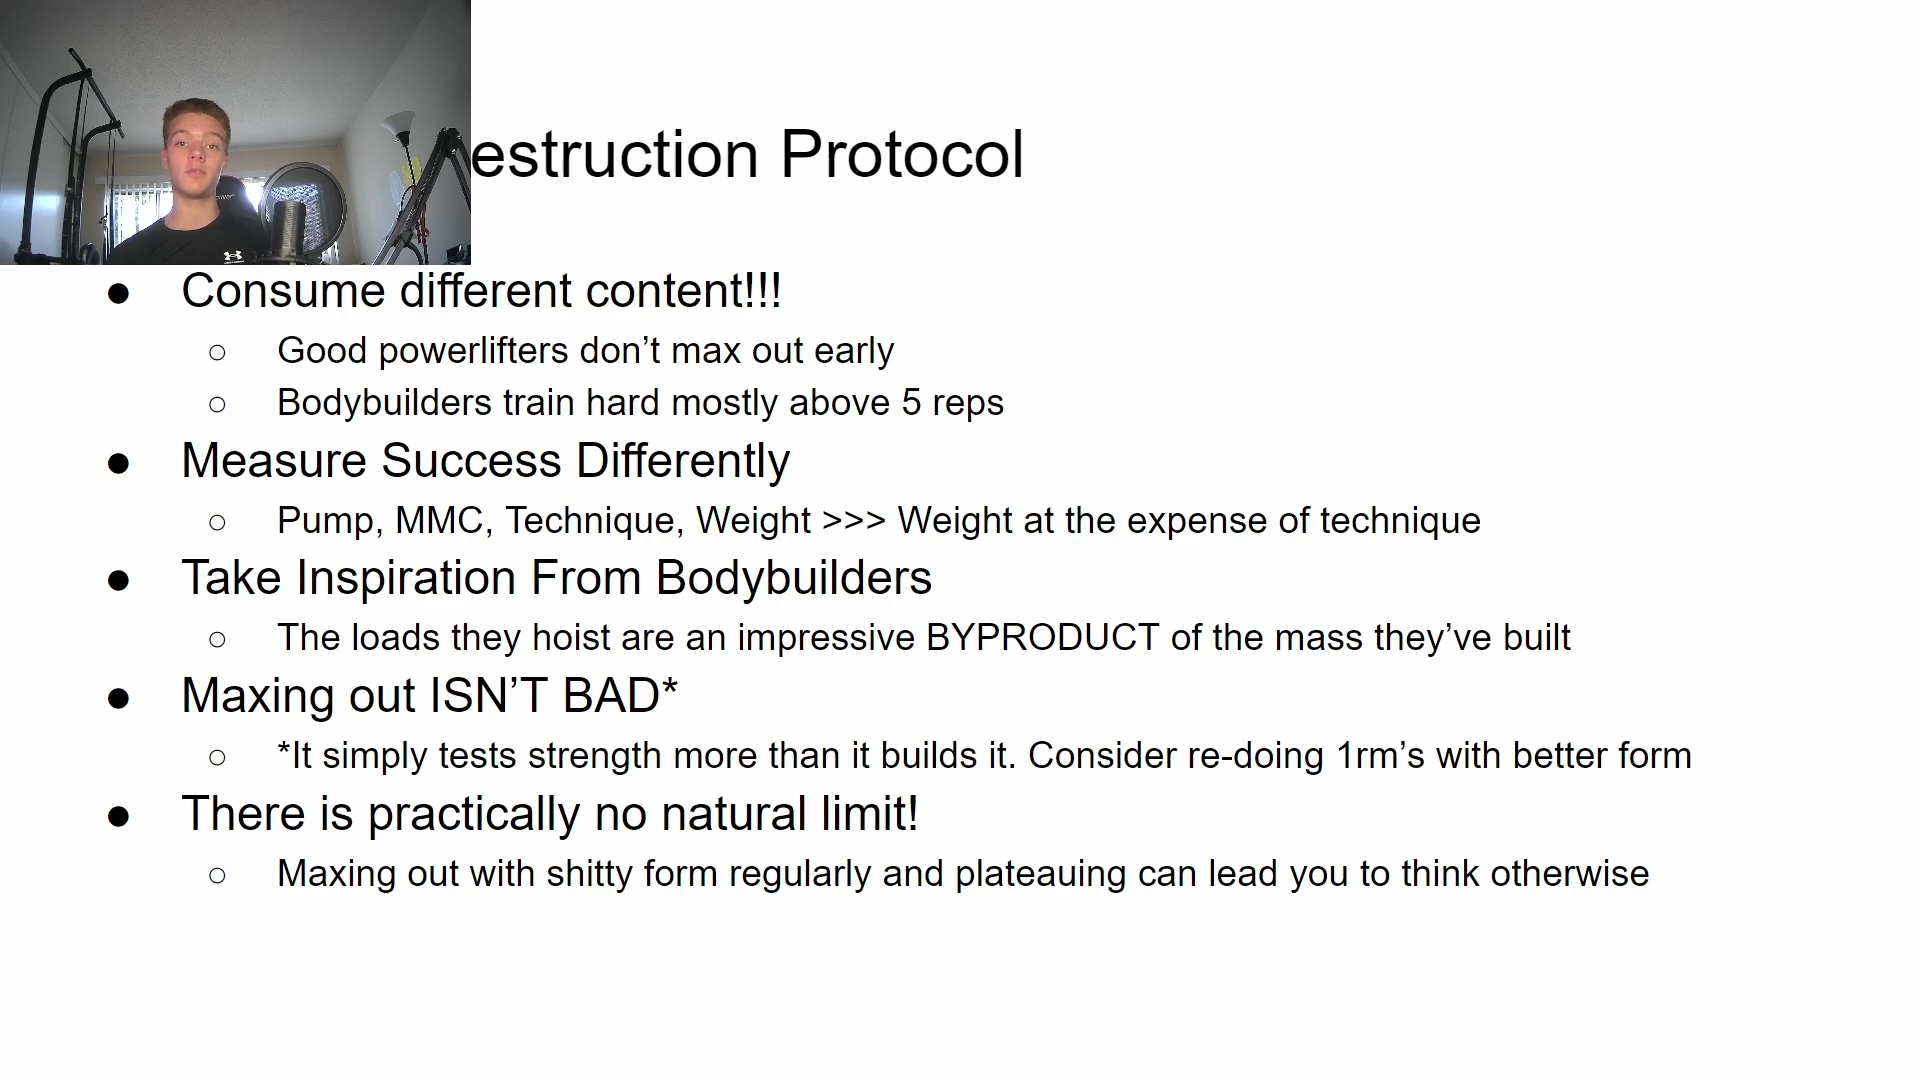 estruction Protocol
● Consume different content!!!
○ Good powerlifters don’t max out early
○ Bodybuilders train hard mostly above 5 reps
● Measure Success Differently
○ Pump, MMC, Technique, Weight >>> Weight at the expense of technique
● Take Inspiration From Bodybuilders
○ The loads they hoist are an impressive BYPRODUCT of the mass they’ve built
● Maxing out ISN’T BAD*
○ *It simply tests strength more than it builds it. Consider re-doing 1rm’s with better form
● There is practically no natural limit!
○ Maxing out with shitty form regularly and plateauing can lead you to think otherwise